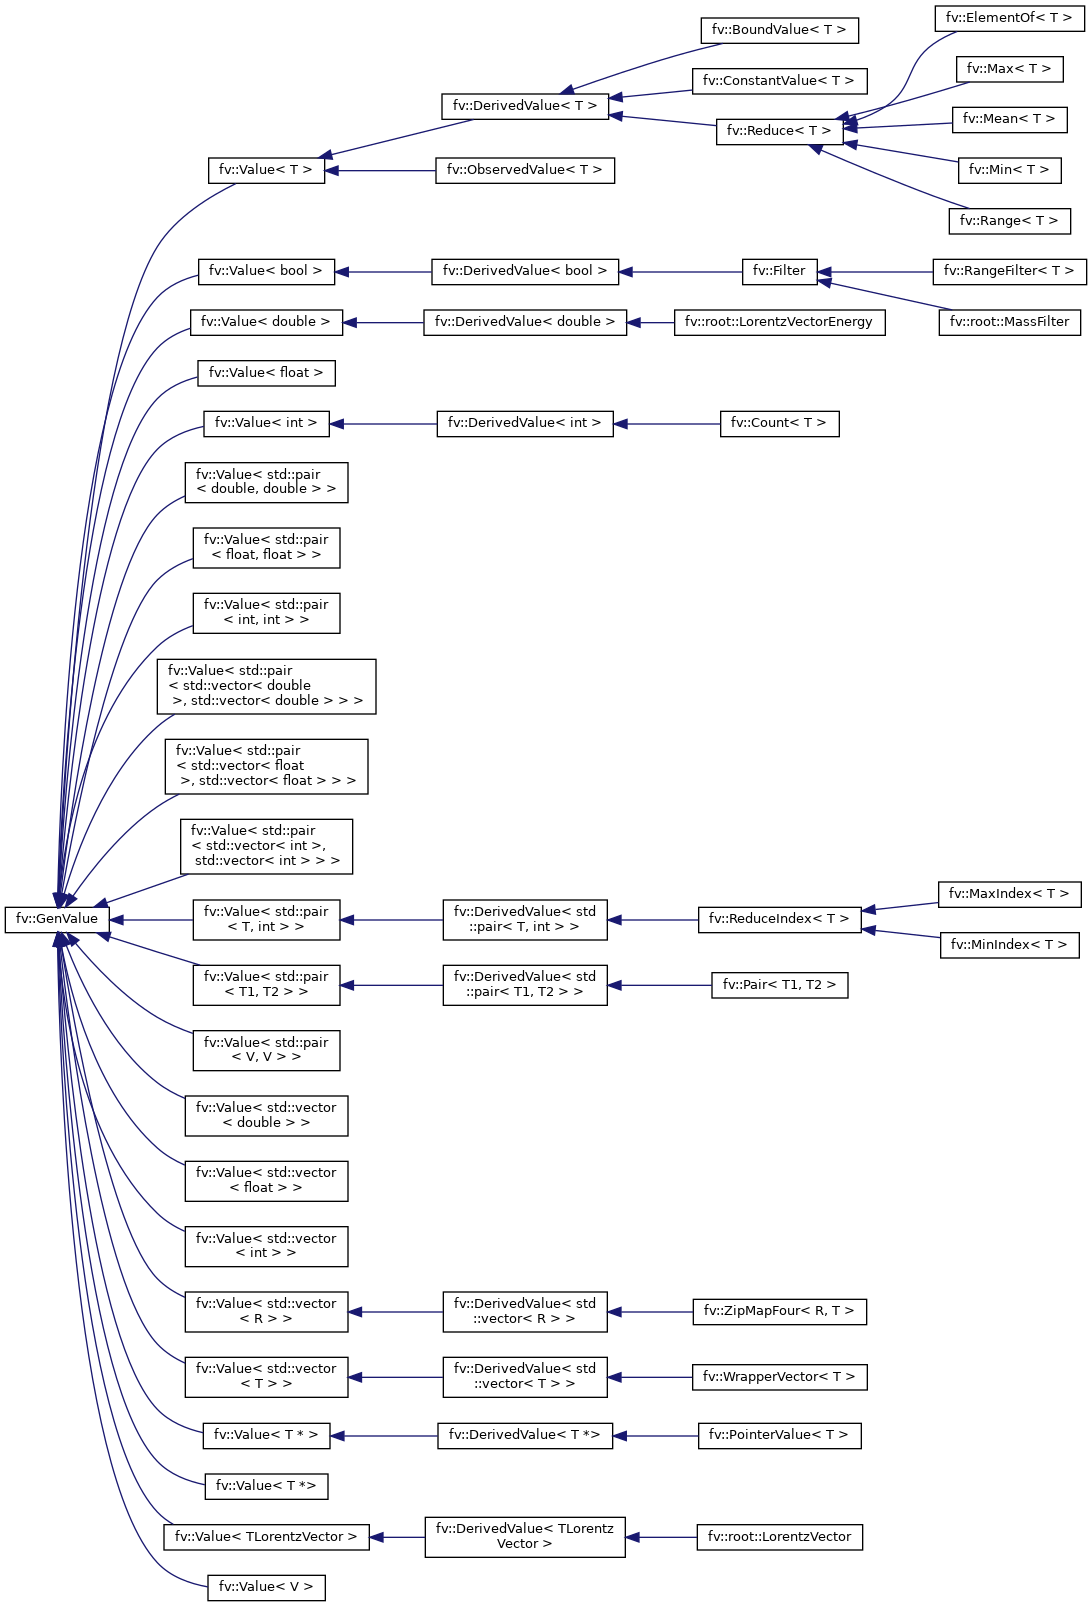 fv::GenValue
fv::Value< T >
fv::DerivedValue< T >
fv::BoundValue< T >
fv::ConstantValue< T >
fv::Reduce< T >
fv::ElementOf< T >
fv::Max< T >
fv::Mean< T >
fv::Min< T >
fv::Range< T >
fv::ObservedValue< T >
fv::Value< bool >
fv::DerivedValue< bool >
fv::Filter
fv::RangeFilter< T >
fv::root::MassFilter
fv::Value< double >
fv::DerivedValue< double >
fv::root::LorentzVectorEnergy
fv::Value< float >
fv::Value< int >
fv::DerivedValue< int >
fv::Count< T >
fv::Value< std::pair
< double, double > >
fv::Value< std::pair
< float, float > >
fv::Value< std::pair
< int, int > >
fv::Value< std::pair
< std::vector< double
>, std::vector< double > > >
fv::Value< std::pair
< std::vector< float
>, std::vector< float > > >
fv::Value< std::pair
< std::vector< int >,
std::vector< int > > >
fv::Value< std::pair
< T, int > >
fv::DerivedValue< std
::pair< T, int > >
fv::ReduceIndex< T >
fv::MaxIndex< T >
fv::MinIndex< T >
fv::Value< std::pair
< T1, T2 > >
fv::DerivedValue< std
::pair< T1, T2 > >
fv::Pair< T1, T2 >
fv::Value< std::pair
< V, V > >
fv::Value< std::vector
< double > >
fv::Value< std::vector
< float > >
fv::Value< std::vector
< int > >
fv::Value< std::vector
< R > >
fv::DerivedValue< std
::vector< R > >
fv::ZipMapFour< R, T >
fv::Value< std::vector
< T > >
fv::DerivedValue< std
::vector< T > >
fv::WrapperVector< T >
fv::Value< T * >
fv::DerivedValue< T *>
fv::PointerValue< T >
fv::Value< T *>
fv::Value< TLorentzVector >
fv::DerivedValue< TLorentz
Vector >
fv::root::LorentzVector
fv::Value< V >